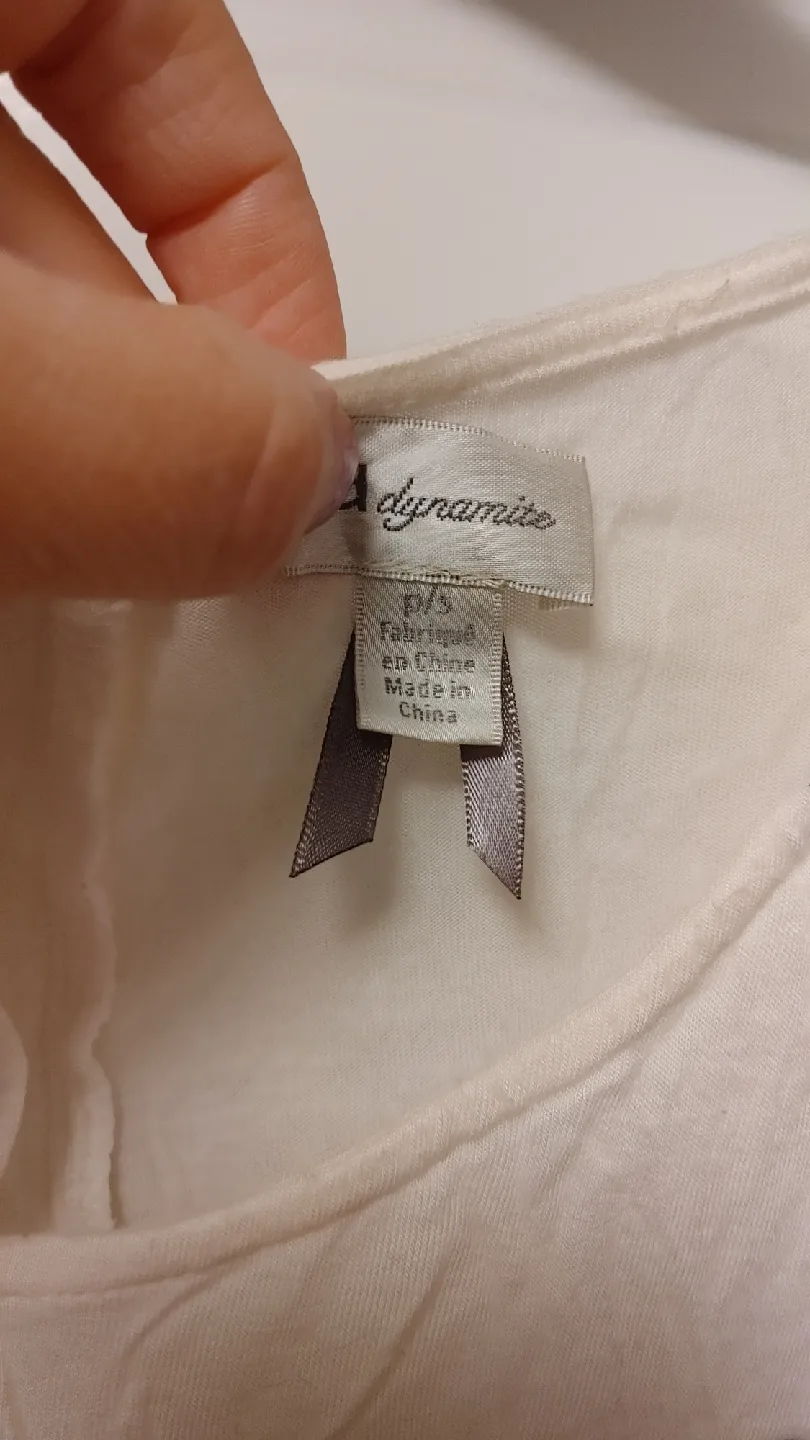 d dynamite
p/s
Fabriqué
en Chine
Made in
China